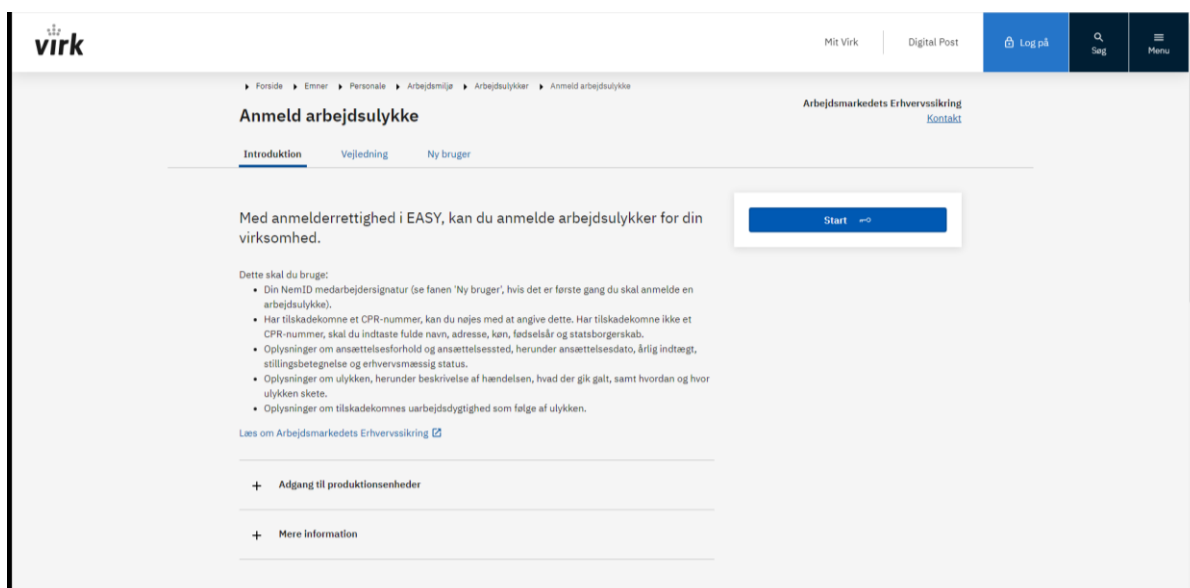 virk
Mit Virk
Digital Post
Log på
Søg
Menu
Forside Emner Personale Arbejdsmiljø Arbejdsulykker Anmeld arbejdsulykke
Anmeld arbejdsulykke
Arbejdsmarkedets Erhvervssikring
Kontakt
Introduktion Vejledning Ny bruger
Med anmelderrettighed i EASY, kan du anmelde arbejdsulykker for din
virksomhed.
Start
Dette skal du bruge:
• Din NemID medarbejdersignatur (se fanen 'Ny bruger', hvis det er første gang du skal anmelde en
arbejdsulykke).
• Har tilskadekomne et CPR-nummer, kan du nøjes med at angive dette. Har tilskadekomne ikke et
CPR-nummer, skal du indtaste fulde navn, adresse, køn, fødselsår og statsborgerskab.
• Oplysninger om ansættelsesforhold og ansættelsessted, herunder ansættelsesdato, årlig indtægt,
stillingsbetegnelse og erhvervsmæssig status.
• Oplysninger om ulykken, herunder beskrivelse af hændelsen, hvad der gik galt, samt hvordan og hvor
ulykken skete.
• Oplysninger om tilskadekomnes uarbejdsdygtighed som følge af ulykken.
Læs om Arbejdsmarkedets Erhvervssikring
+ Adgang til produktionsenheder
+ Mere information